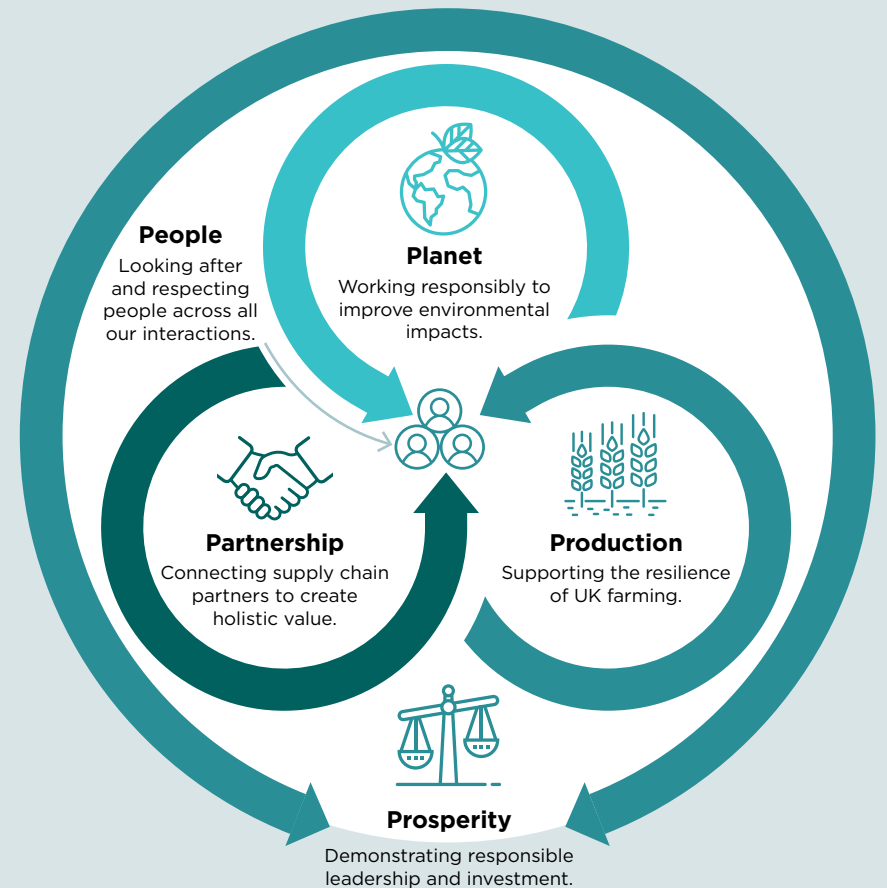 People
Looking after
and respecting
people across all
our interactions.
Planet
Working responsibly to
improve environmental
impacts.
Partnership
Connecting supply chain
partners to create
holistic value.
Production
Supporting the resilience
of UK farming.
Prosperity
Demonstrating responsible
leadership and investment.